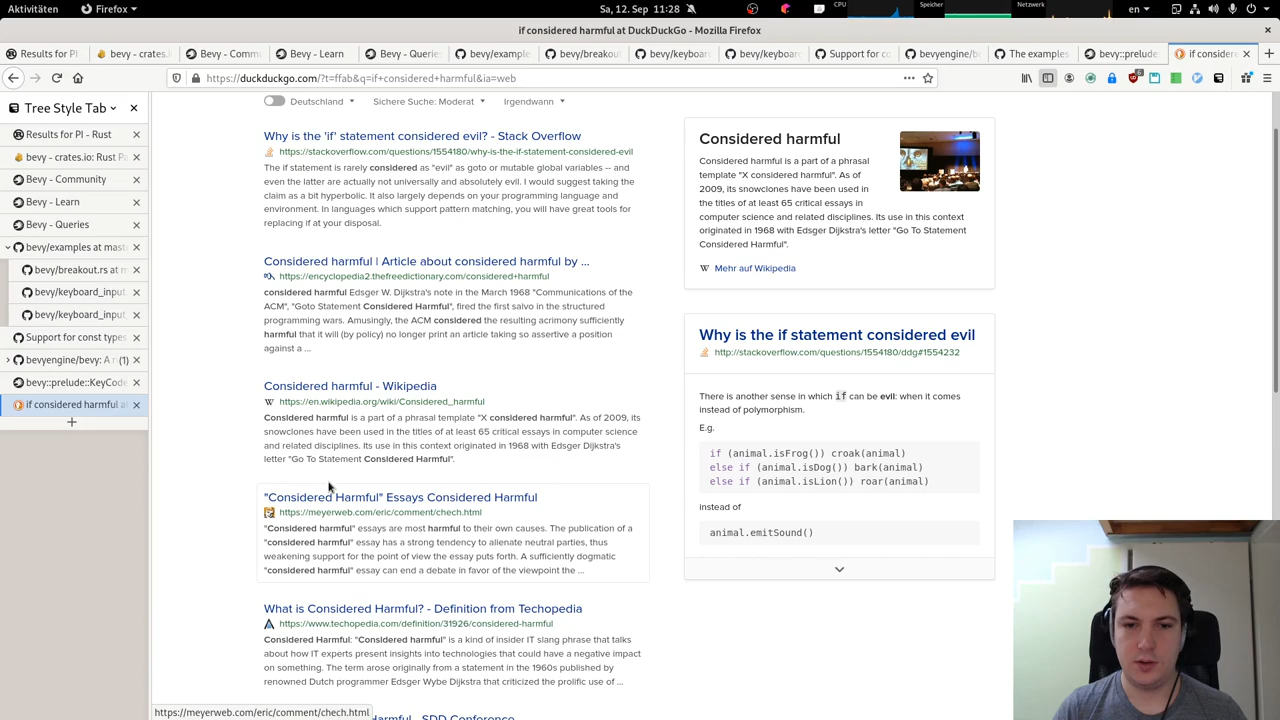 Aktivitäten
Firefox
Sa, 12. Sep 11:28
CPU
Speicher
Netzwerk
en
if considered harmful at DuckDuckGo - Mozilla Firefox
Results for PI
bevy - crates.i
Bevy - Comm
Bevy - Learn
Bevy - Querie
bevy/example
bevy/breakout
bevy/keyboar
bevy/keyboar
Support for co
bevyengine/b
The examples
bevy::prelude
if considere
https://duckduckgo.com/?t=ffab&q=if+considered+harmful&ia=web
Tree Style Tab
Results for PI - Rust
bevy - crates.io: Rust Pa
Bevy - Community
Bevy - Learn
Bevy - Queries
bevy/examples at mast
bevy/breakout.rs at m
bevy/keyboard_input
bevy/keyboard_input
Support for const types
bevyengine/bevy: A r (1)
bevy::prelude::KeyCode
if considered harmful a
Deutschland
Sichere Suche: Moderat
Irgendwann
Why is the 'if' statement considered evil? - Stack Overflow
https://stackoverflow.com/questions/1554180/why-is-the-if-statement-considered-evil
The if statement is rarely considered as "evil" as goto or mutable global variables -- and
even the latter are actually not universally and absolutely evil. I would suggest taking the
claim as a bit hyperbolic. It also largely depends on your programming language and
environment. In languages which support pattern matching, you will have great tools for
replacing if at your disposal.
Considered harmful | Article about considered harmful by ...
https://encyclopedia2.thefreedictionary.com/considered+harmful
considered harmful Edsger W. Dijkstra's note in the March 1968 "Communications of the
ACM", "Goto Statement Considered Harmful", fired the first salvo in the structured
programming wars. Amusingly, the ACM considered the resulting acrimony sufficiently
harmful that it will (by policy) no longer print an article taking so assertive a position
against a ...
Considered harmful - Wikipedia
https://en.wikipedia.org/wiki/Considered_harmful
Considered harmful is a part of a phrasal template "X considered harmful". As of 2009, its
snowclones have been used in the titles of at least 65 critical essays in computer science
and related disciplines. Its use in this context originated in 1968 with Edsger Dijkstra's
letter "Go To Statement Considered Harmful".
"Considered Harmful" Essays Considered Harmful
https://meyerweb.com/eric/comment/chech.html
"Considered harmful" essays are most harmful to their own causes. The publication of a
"considered harmful" essay has a strong tendency to alienate neutral parties, thus
weakening support for the point of view the essay puts forth. A sufficiently dogmatic
"considered harmful" essay can end a debate in favor of the viewpoint the ...
What is Considered Harmful? - Definition from Techopedia
https://www.techopedia.com/definition/31926/considered-harmful
Considered Harmful: "Considered harmful" is a kind of insider IT slang phrase that talks
about how IT experts present insights into technologies that could have a negative impact
on something. The term arose originally from a statement in the 1960s published by
renowned Dutch programmer Edsger Wybe Dijkstra that criticized the prolific use of ...
Harmful - SDD Conference
https://meyerweb.com/eric/comment/chech.html
Considered harmful
Considered harmful is a part of a phrasal
template "X considered harmful". As of
2009, its snowclones have been used in
the titles of at least 65 critical essays in
computer science and related disciplines. Its use in this context
originated in 1968 with Edsger Dijkstra's letter "Go To Statement
Considered Harmful".
Mehr auf Wikipedia
Why is the if statement considered evil
http://stackoverflow.com/questions/1554180/ddg#1554232
There is another sense in which if can be evil: when it comes
instead of polymorphism.
E.g.
if (animal.isFrog()) croak(animal)
else if (animal.isDog()) bark(animal)
else if (animal.isLion()) roar(animal)
instead of
animal.emitSound()